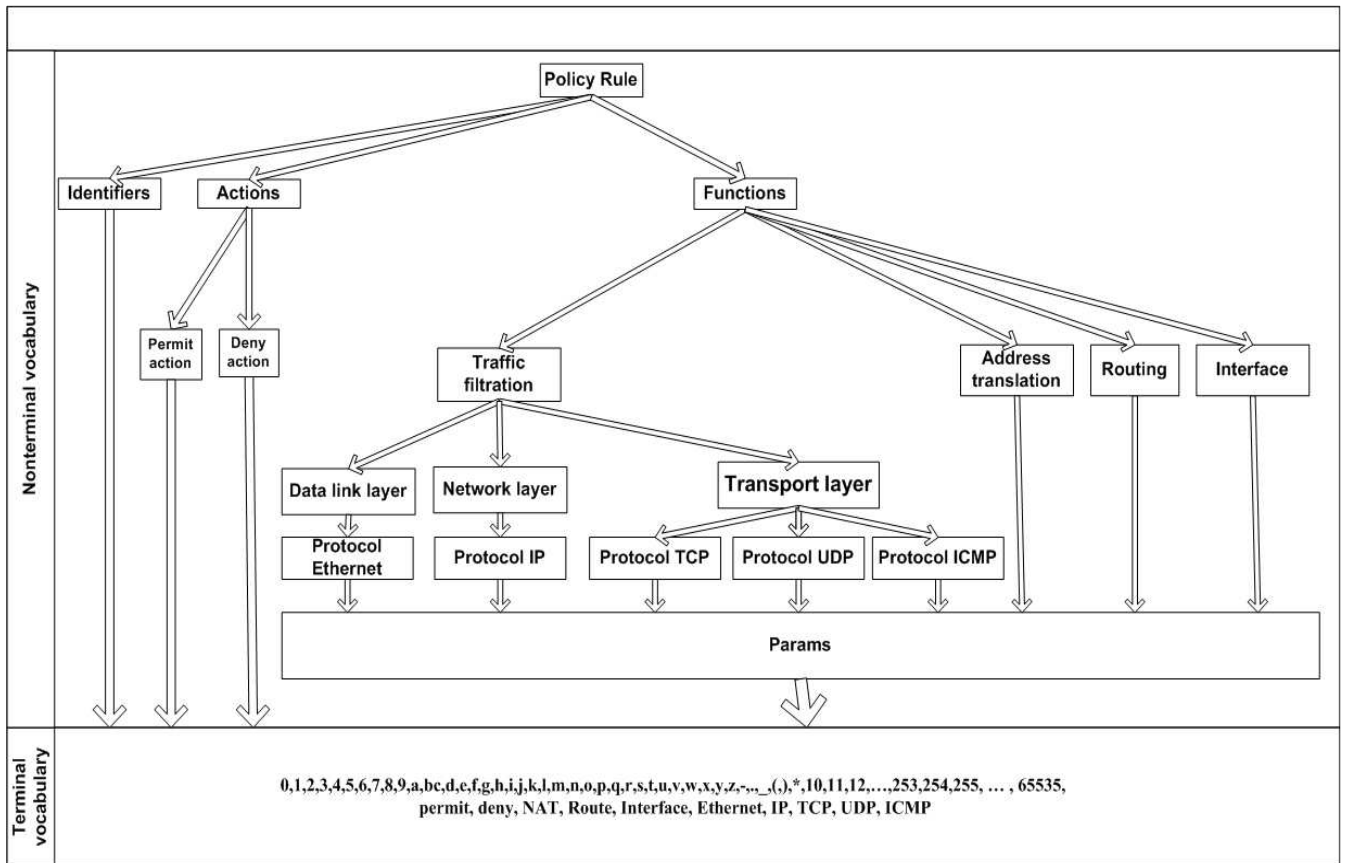 Policy Rule
Identifiers
Actions
Functions
Permit
action
Deny
action
Traffic
filtration
Address
translation
Routing
Interface
Data link layer
Network layer
Transport layer
Protocol
Ethernet
Protocol IP
Protocol TCP
Protocol UDP
Protocol ICMP
Params
Nonterminal vocabulary
Terminal
vocabulary
0,1,2,3,4,5,6,7,8,9,a,bc,d,e,f,g,h,i,j,k,l,m,n,o,p,q,r,s,t,u,v,w,x,y,z,-,.,_,(,),*,10,11,12,…,253,254,255, … , 65535,
permit, deny, NAT, Route, Interface, Ethernet, IP, TCP, UDP, ICMP